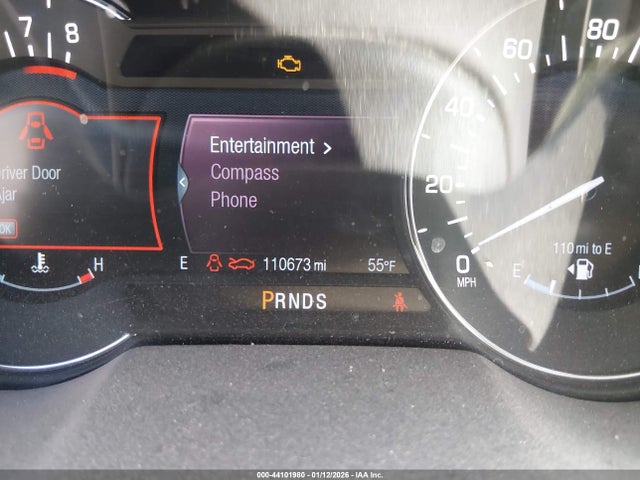 7
8
Driver Door
Ajar
OK
H
Entertainment >
Compass
Phone
E
110673 mi
55°F
PRNDS
80
60
40
20
0
MPH
110 mi to E
E
000-44101980 - 01/12/2026 - IAA Inc.